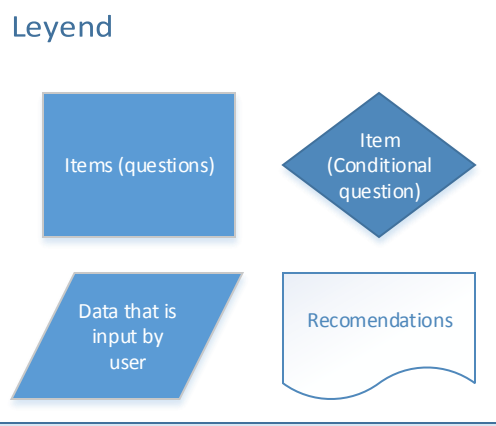 Leyend
Items (questions)
Item
(Conditional
question)
Data that is
input by
user
Recomendations